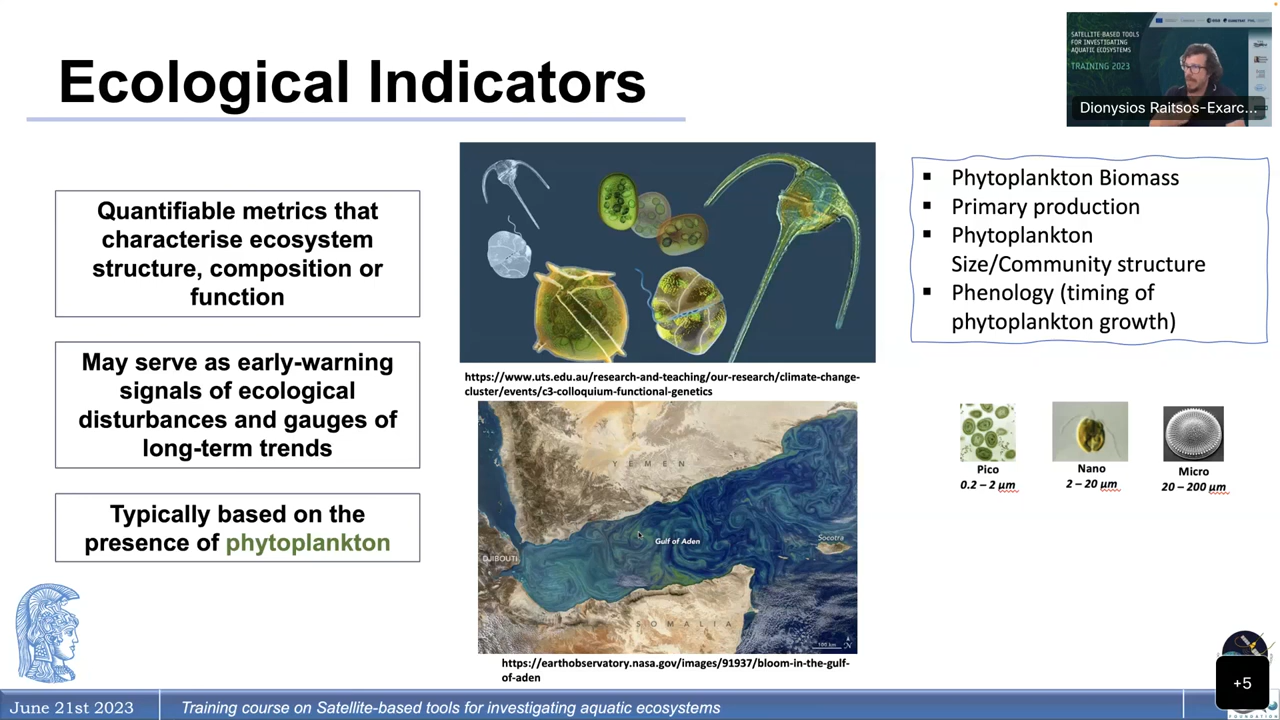 Ecological Indicators
SATELLITE-BASED TOOLS
FOR INVESTIGATING
AQUATIC ECOSYSTEMS
TRAINING 2023
Dionysios Raitsos-Exarc...
Quantifiable metrics that
characterise ecosystem
structure, composition or
function
May serve as early-warning
signals of ecological
disturbances and gauges of
long-term trends
Typically based on the
presence of phytoplankton
https://www.uts.edu.au/research-and-teaching/our-research/climate-change-
cluster/events/c3-colloquium-functional-genetics
YEMEN
Gulf of Aden
Socotra
DJIBOUTI
SOMALIA
100 km
N
https://earthobservatory.nasa.gov/images/91937/bloom-in-the-gulf-
of-aden
▪ Phytoplankton Biomass
▪ Primary production
▪ Phytoplankton
Size/Community structure
▪ Phenology (timing of
phytoplankton growth)
Pico
0.2 – 2 μm
Nano
2 – 20 μm
Micro
20 – 200 μm
+5
FOUNDATION
June 21st 2023
Training course on Satellite-based tools for investigating aquatic ecosystems